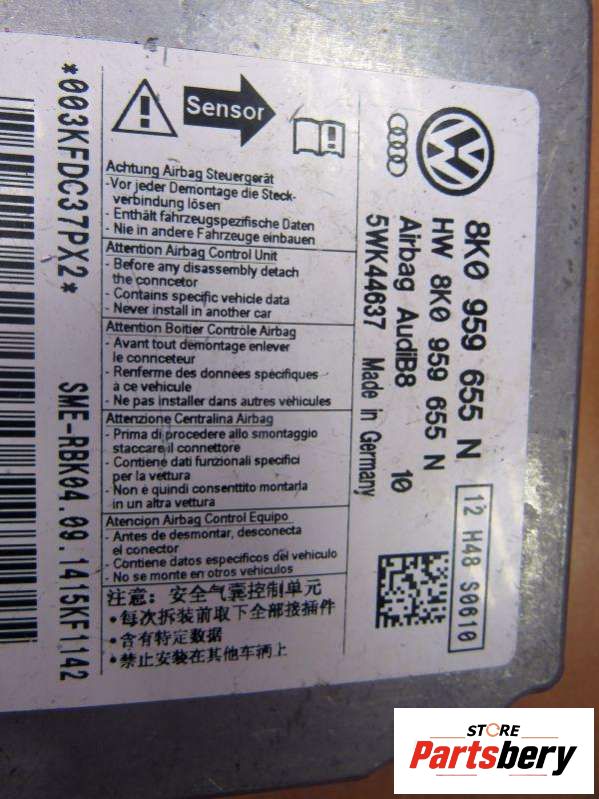 *003KFDC37PX2*
SME-RBK04.09.1415KF1142
Sensor
Achtung Airbag Steuergerät
-Vor jeder Demontage die Steck-
verbindung lösen
- Enthält fahrzeugspezifische Daten
- Nie in andere Fahrzeuge einbauen
Attention Airbag Control Unit
- Before any disassembly detach
the conncetor
- Contains specific vehicle data
- Never install in another car
Attention Boitier Contrôle Airbag
- Avant tout demontage enlever
le connceteur
- Renferme des données spécifiques
à ce véhicule
- Ne pas installer dans autres véhicules
Attenzione Centralina Airbag
- Prima di procedere allo smontaggio
staccare il connettore
- Contiene dati funzionali specifici
per la vettura
- Non è quindi consenttito montarla
in un altra vettura
Atencion Airbag Control Equipo
- Antes de desmontar, desconecta
el conector
- Contiene datos especificos del vehiculo
- No se monte en otros vehiculos
注意: 安全气囊控制单元
·每次拆装前取下全部接插件
·含有特定数据
·禁止安装在其他车辆上
8K0 959 655 N
HW 8K0 959 655 N
Airbag AudiB8 10
5WK44637 Made in Germany
12 H48 S0610
STORE
Partsbery